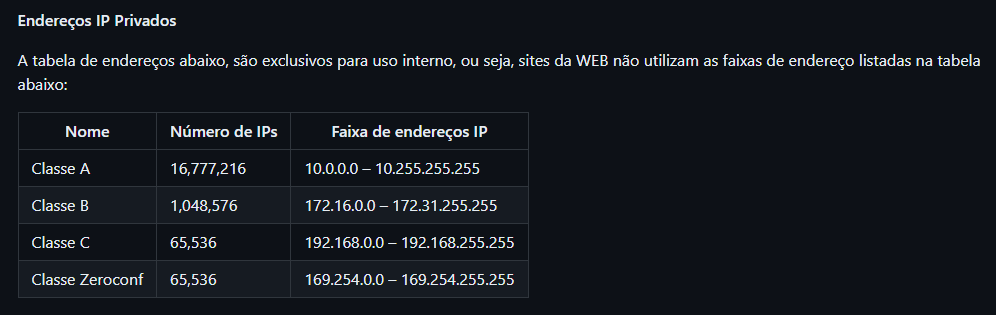 Endereços IP Privados
A tabela de endereços abaixo, são exclusivos para uso interno, ou seja, sites da WEB não utilizam as faixas de endereço listadas na tabela
abaixo:
Nome Número de IPs Faixa de endereços IP
Classe A 16,777,216 10.0.0.0 – 10.255.255.255
Classe B 1,048,576 172.16.0.0 – 172.31.255.255
Classe C 65,536 192.168.0.0 – 192.168.255.255
Classe Zeroconf 65,536 169.254.0.0 – 169.254.255.255